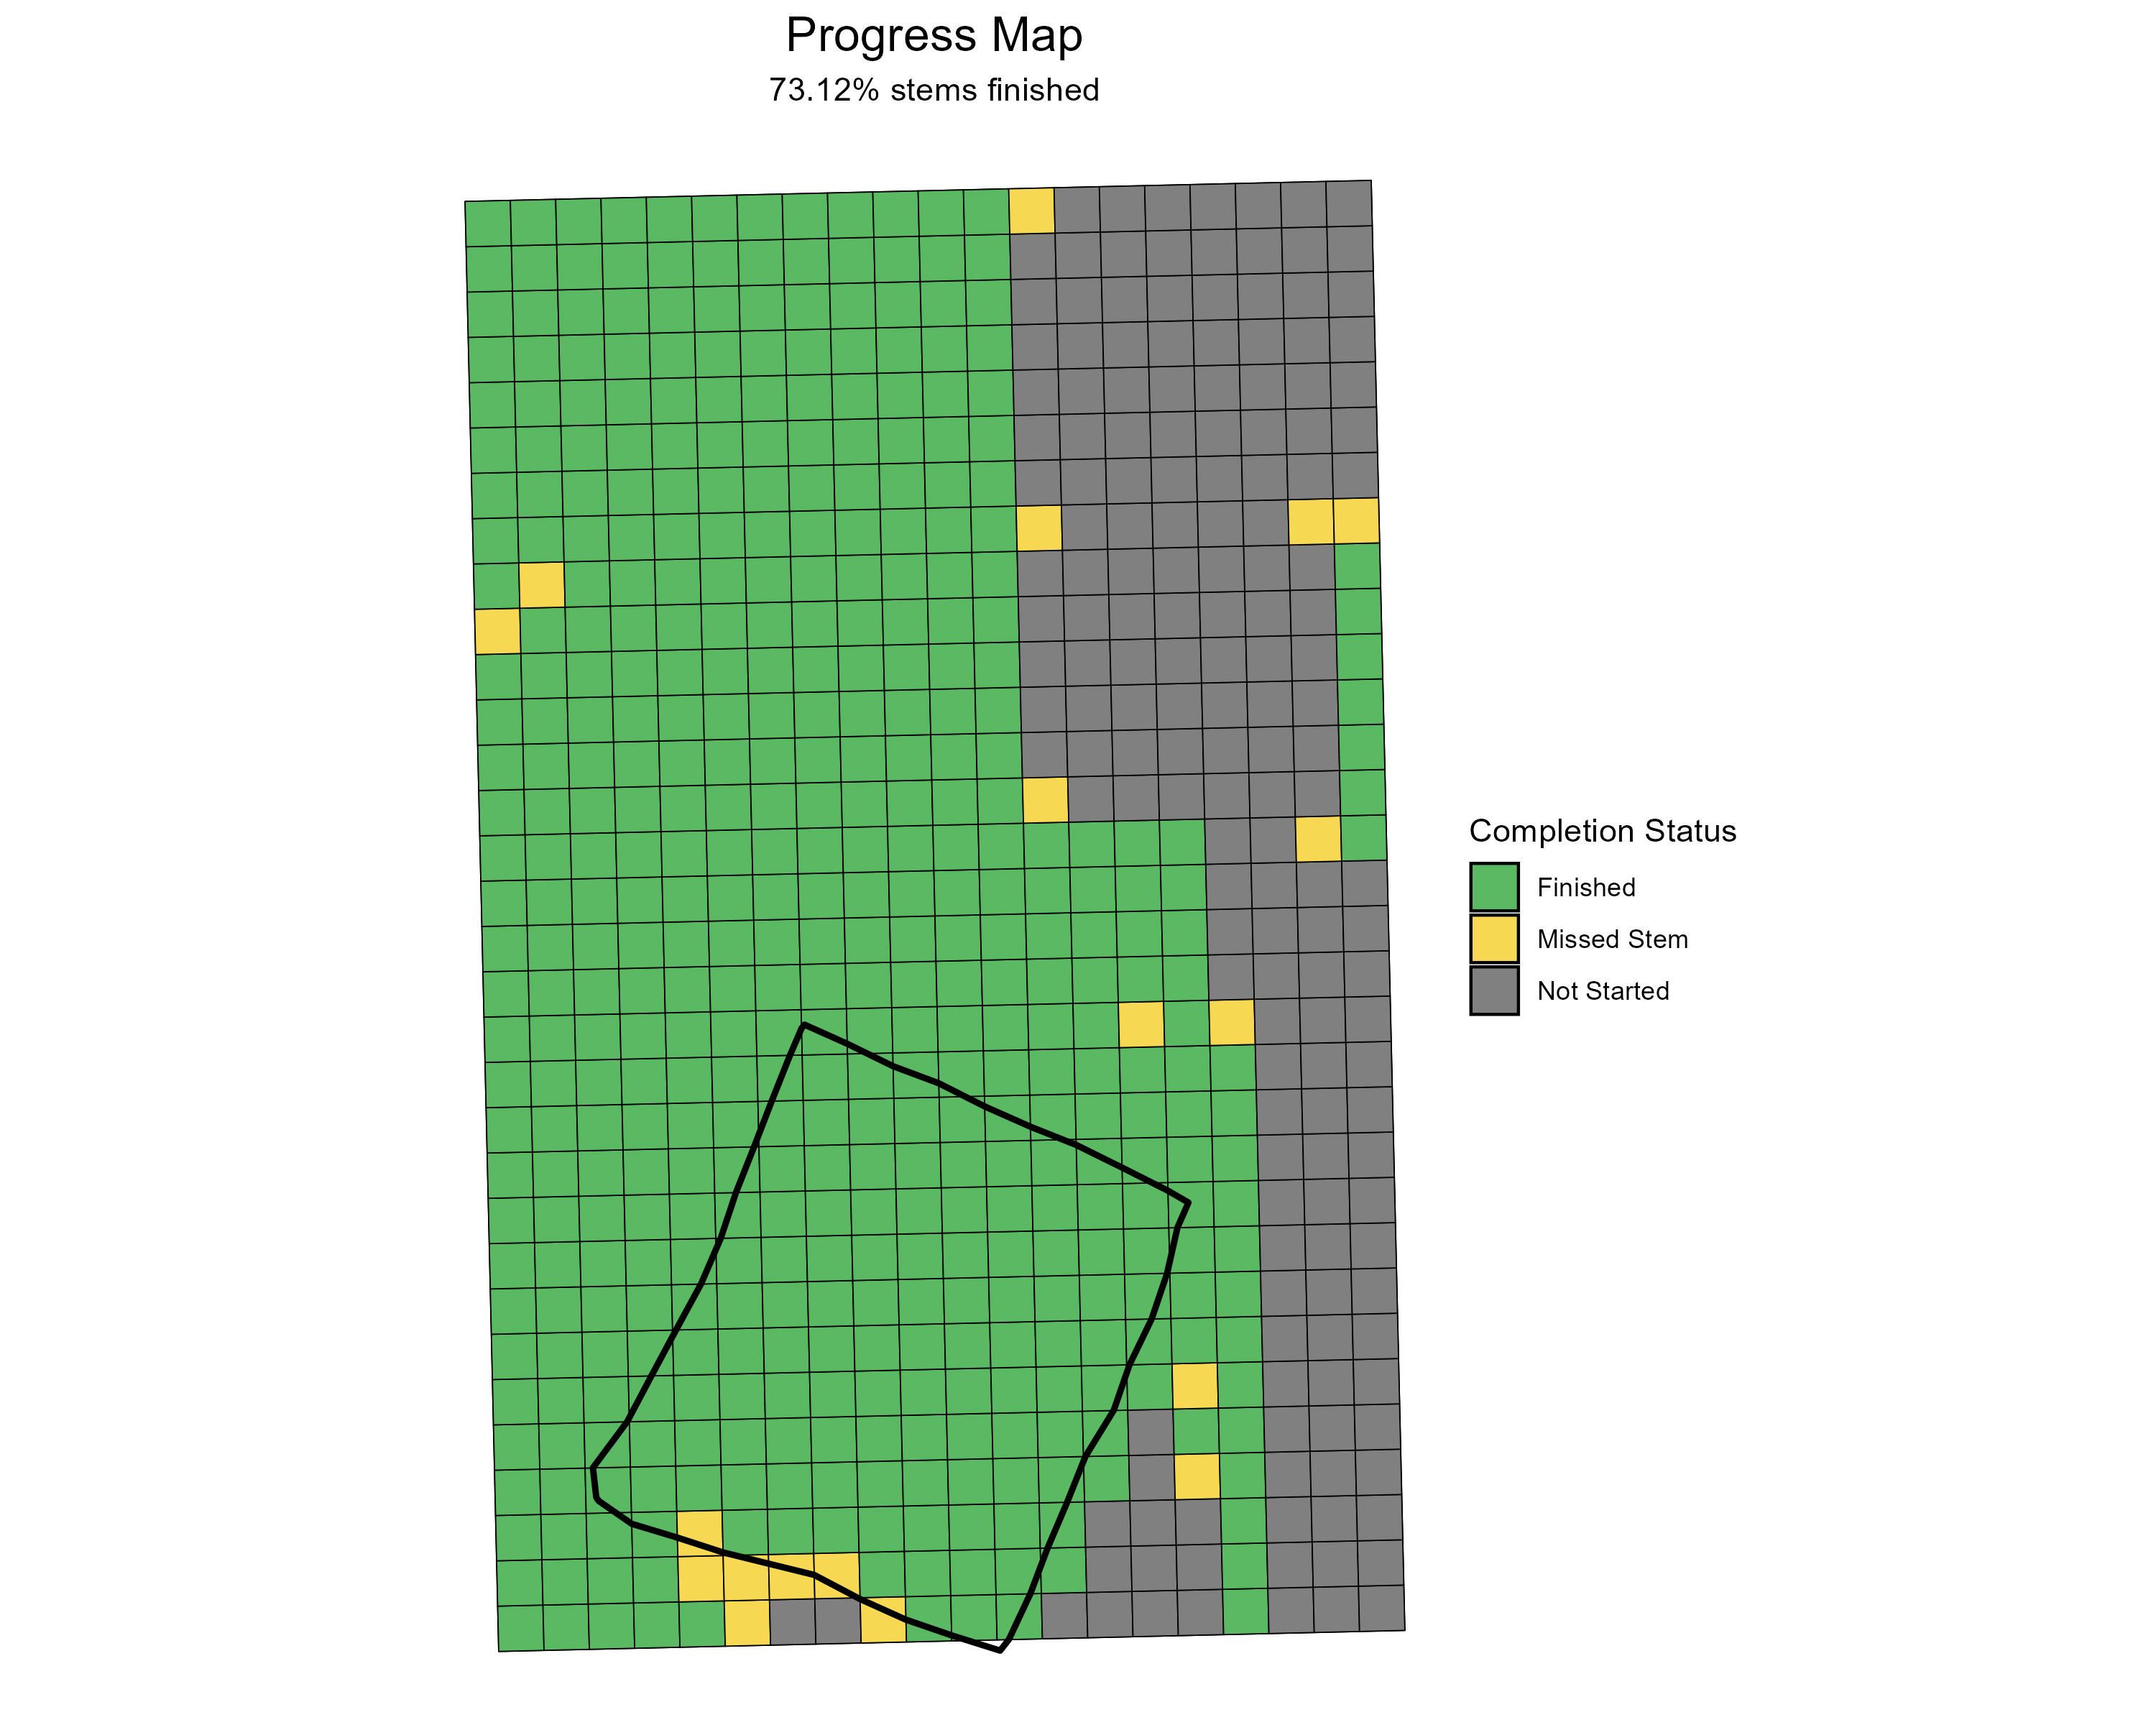 Progress Map
73.12% stems finished
Completion Status
Finished
Missed Stem
Not Started